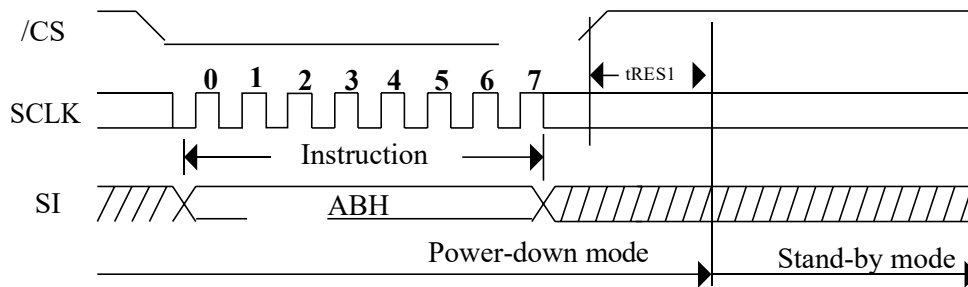 /CS
tRES1
0 1 2 3 4 5 6 7
SCLK
Instruction
SI
ABH
Power-down mode
Stand-by mode